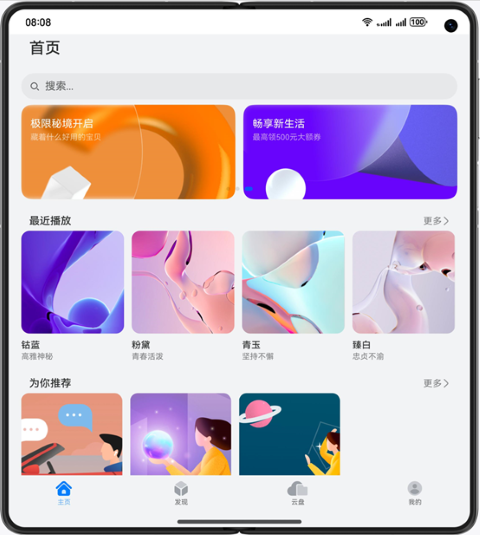 08:08
100
首页
搜索...
极限秘境开启
藏着什么好用的宝贝
畅享新生活
最高领500元大额券
最近播放
更多
钴蓝
高雅神秘
粉黛
青春活泼
青玉
坚持不懈
臻白
忠贞不渝
为你推荐
更多
主页
发现
云盘
我的